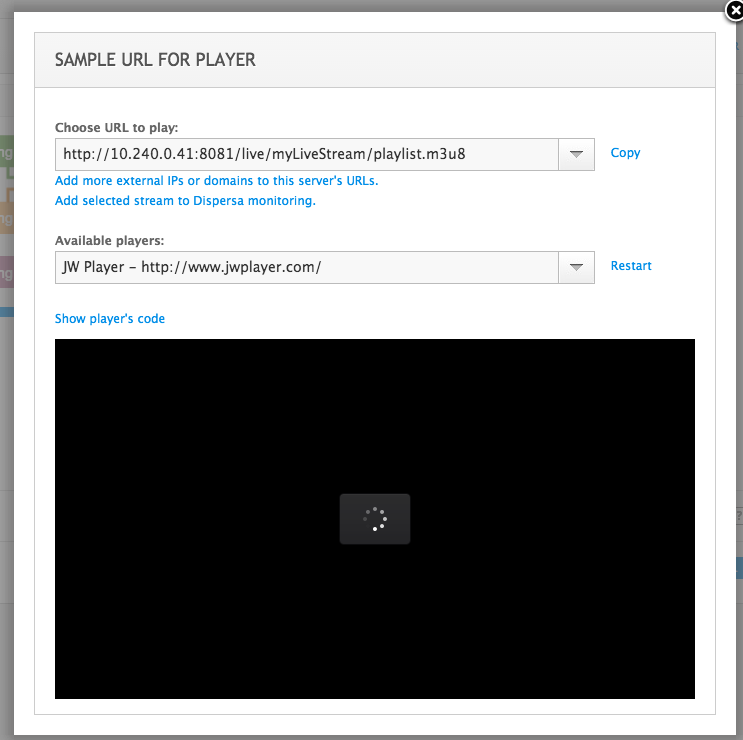 SAMPLE URL FOR PLAYER
Choose URL to play:
http://10.240.0.41:8081/live/myLiveStream/playlist.m3u8
Copy
Add more external IPs or domains to this server's URLs.
Add selected stream to Dispersa monitoring.
Available players:
JW Player - http://www.jwplayer.com/
Restart
Show player's code